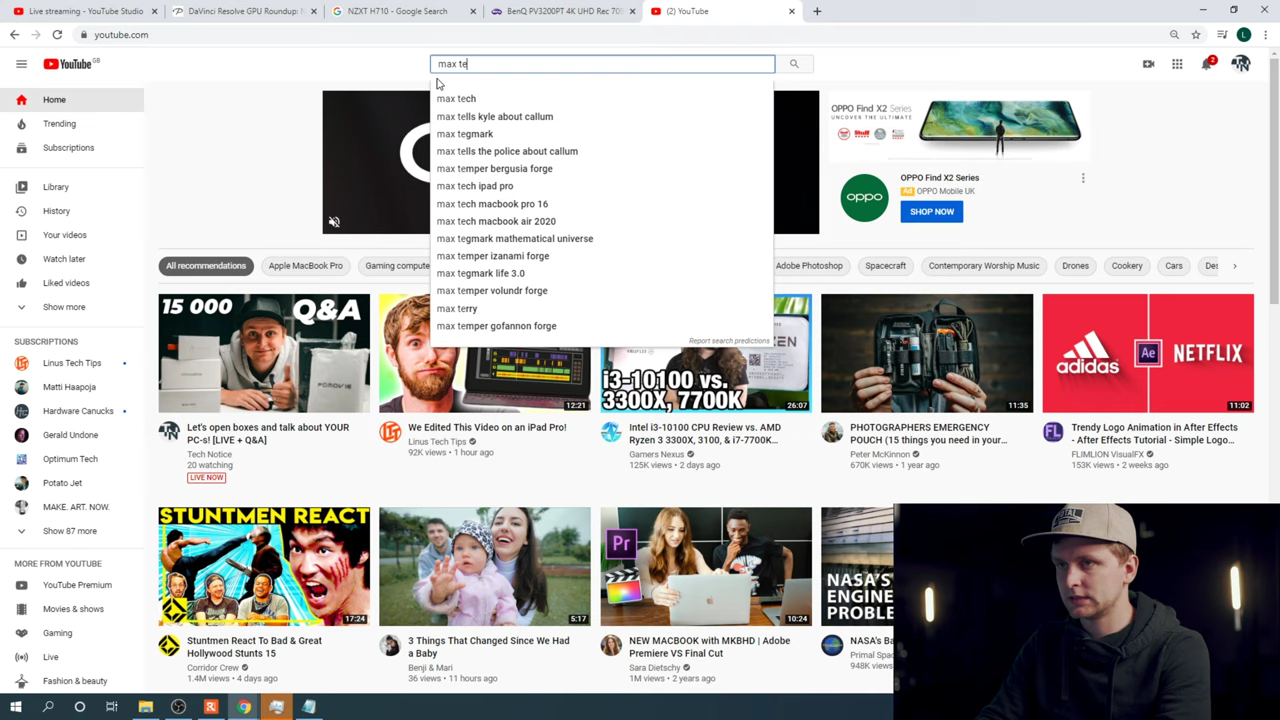 Live streaming - YouTube Studio
DaVinci Resolve GPU Roundup:
NZXT H710 - Google Search
BenQ PV3200PT 4K UHD Rec 709
(2) YouTube
youtube.com
YouTube GB
max te
2
L
max tech
max tells kyle about callum
max tegmark
max tells the police about callum
max temper bergusia forge
max tech ipad pro
max tech macbook pro 16
max tech macbook air 2020
max tegmark mathematical universe
max temper izanami forge
max tegmark life 3.0
max temper volundr forge
max terry
max temper gofannon forge
Report search predictions
Home
Trending
Subscriptions
Library
History
Your videos
Watch later
Liked videos
Show more
SUBSCRIPTIONS
Linus Tech Tips
Matti Haapoja
Hardware Canucks
Gerald Undone
Optimum Tech
Potato Jet
MAKE. ART. NOW.
Show 87 more
MORE FROM YOUTUBE
YouTube Premium
Movies & shows
Gaming
Live
Fashion & beauty
OPPO Find X2 Series
UNCOVER THE ULTIMATE
oppo
OPPO Find X2 Series
Ad OPPO Mobile UK
SHOP NOW
All recommendations
Apple MacBook Pro
Gaming compute
Adobe Photoshop
Spacecraft
Contemporary Worship Music
Drones
Cookery
Cars
Des
15 000 Q&A
FOMOVIE
Let's open boxes and talk about YOUR
PC-s! [LIVE + Q&A]
Tech Notice
20 watching
LIVE NOW
12:21
We Edited This Video on an iPad Pro!
Linus Tech Tips
92K views • 1 hour ago
i3-10100 vs.
3300X, 7700K
26:07
Intel i3-10100 CPU Review vs. AMD
Ryzen 3 3300X, 3100, & i7-7700K...
Gamers Nexus
125K views • 2 days ago
11:35
PHOTOGRAPHERS EMERGENCY
POUCH (15 things you need in your...
Peter McKinnon
670K views • 1 year ago
adidas
Ae
NETFLIX
11:02
Trendy Logo Animation in After Effects
- After Effects Tutorial - Simple Logo...
FLIMLION VisualFX
153K views • 2 weeks ago
STUNTMEN REACT
17:24
Stuntmen React To Bad & Great
Hollywood Stunts 15
Corridor Crew
1.4M views • 4 days ago
5:17
3 Things That Changed Since We Had
a Baby
Benji & Mari
36 views • 11 hours ago
Pr
10:24
NEW MACBOOK with MKBHD | Adobe
Premiere VS Final Cut
Sara Dietschy
1M views • 2 years ago
NASA'S
ENGINE
PROBLE
NASA's Ba
Primal Spa
948K views